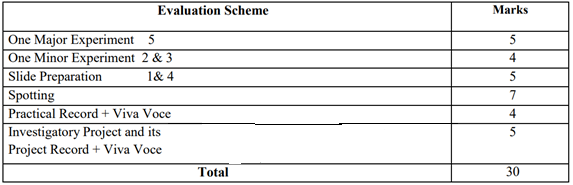 Evaluation Scheme Marks
One Major Experiment 5 5
One Minor Experiment 2 & 3 4
Slide Preparation 1& 4 5
Spotting 7
Practical Record + Viva Voce 4
Investigatory Project and its 5
Project Record + Viva Voce
Total 30